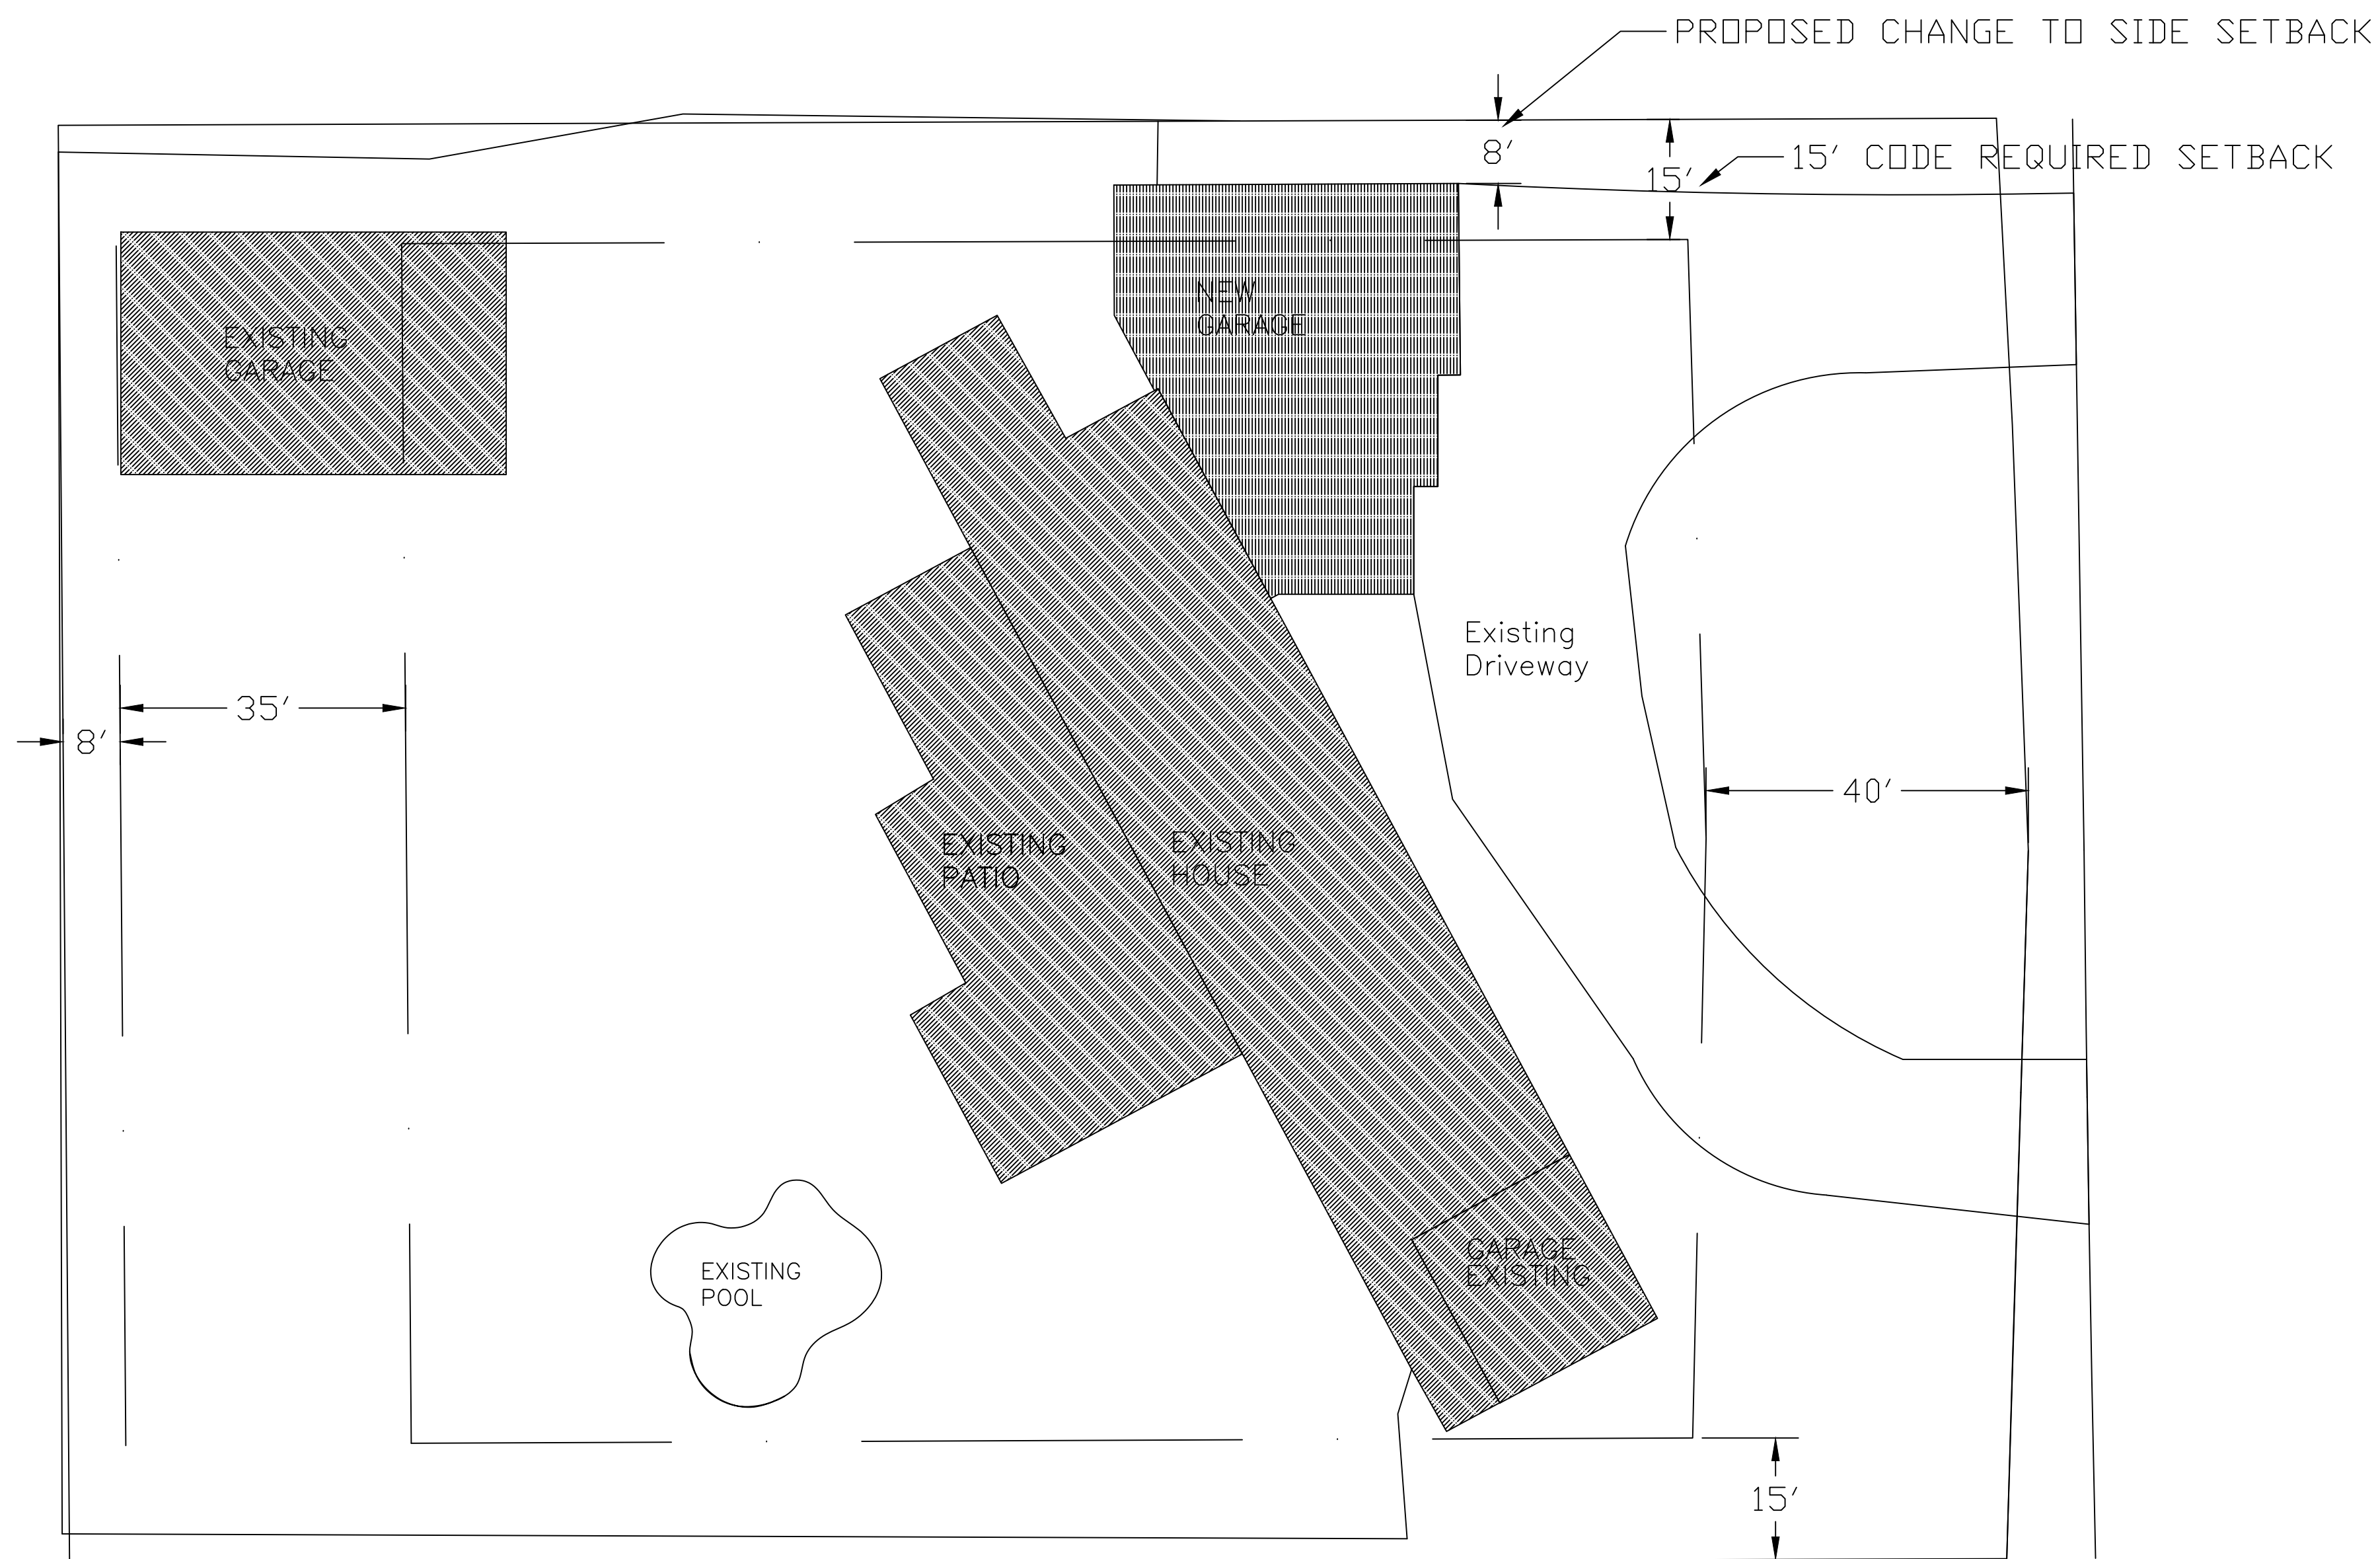 PROPOSED CHANGE TO SIDE SETBACK
8'
15'
15' CODE REQUIRED SETBACK
NEW
GARAGE
EXISTING
GARAGE
Existing
Driveway
35'
8'
40'
EXISTING
PATIO
EXISTING
HOUSE
GARAGE
EXISTING
EXISTING
POOL
15'